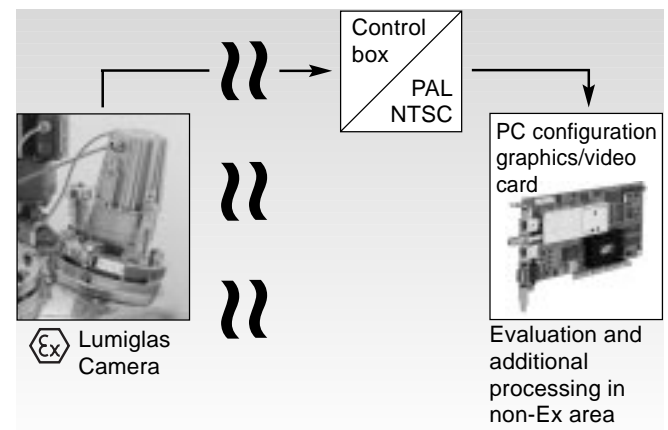 Control
box
PAL
NTSC
PC configuration
graphics/video
card
Ex Lumiglas
Camera
Evaluation and
additional
processing in
non-Ex area